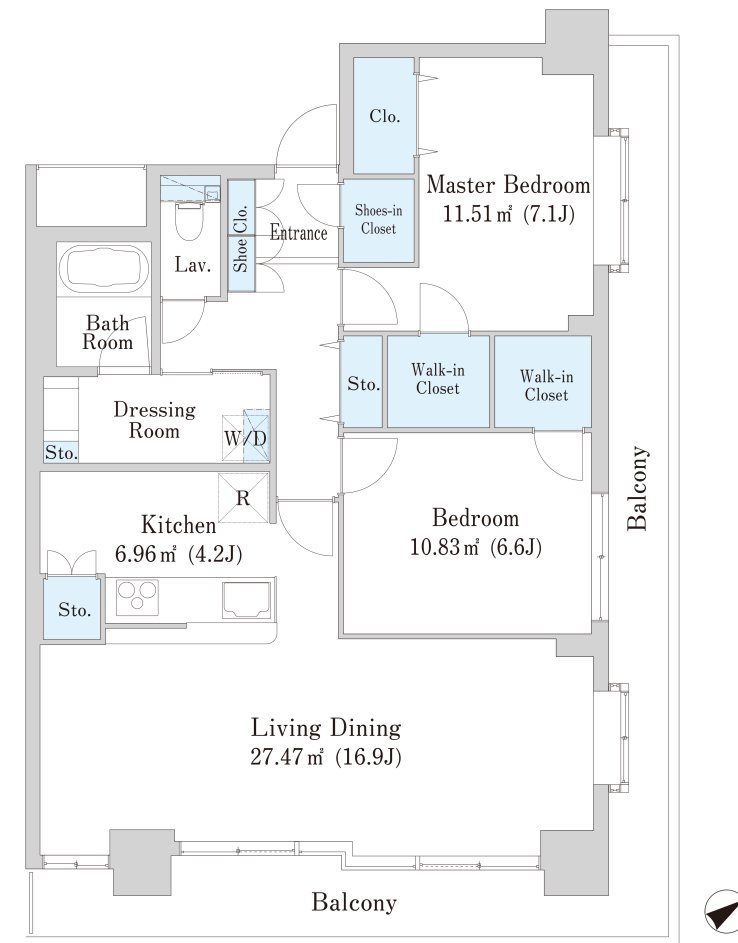 Clo.
Master Bedroom
11.51㎡ (7.1J)
Shoes-in
Closet
Shoe Clo.
Entrance
Lav.
Bath
Room
Walk-in
Closet
Walk-in
Closet
Sto.
Dressing
Room
W/D
Sto.
R
Kitchen
6.96㎡ (4.2J)
Bedroom
10.83㎡ (6.6J)
Balcony
Sto.
Living Dining
27.47㎡ (16.9J)
Balcony